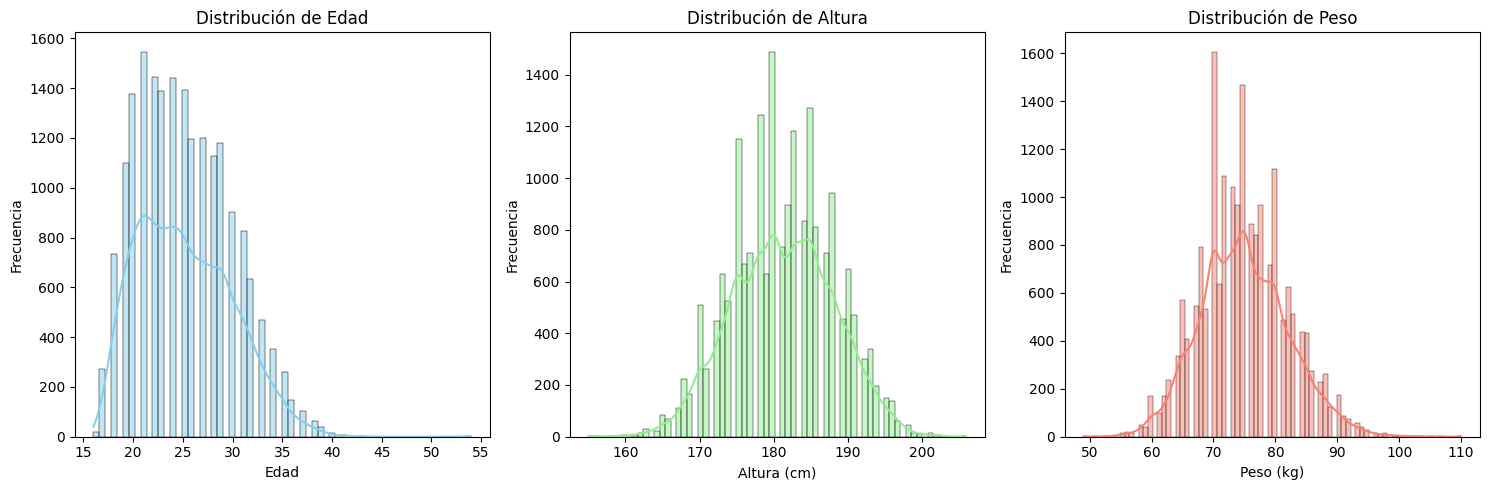 Distribución de Edad
Frecuencia
1600
1400
1200
1000
800
600
400
200
0
15 20 25 30 35 40 45 50 55
Edad
Distribución de Altura
Frecuencia
1400
1200
1000
800
600
400
200
0
160 170 180 190 200
Altura (cm)
Distribución de Peso
Frecuencia
1600
1400
1200
1000
800
600
400
200
0
50 60 70 80 90 100 110
Peso (kg)